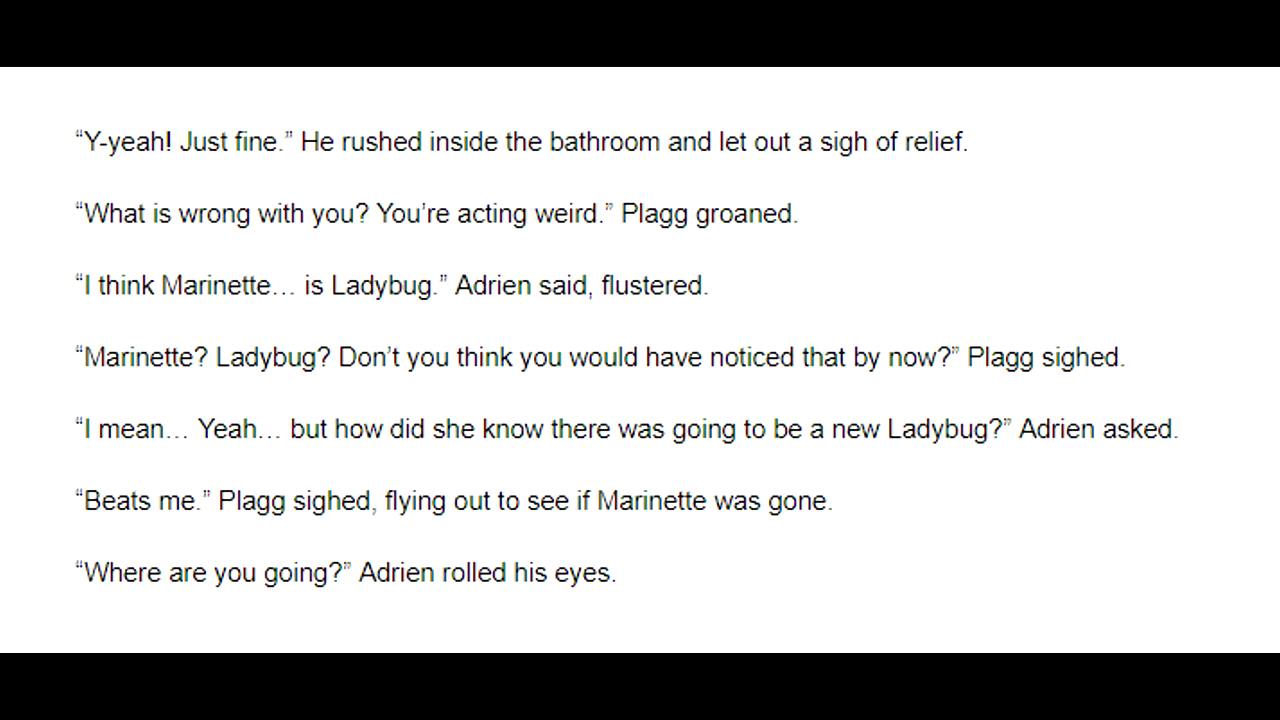 “Y-yeah! Just fine.” He rushed inside the bathroom and let out a sigh of relief.
“What is wrong with you? You’re acting weird.” Plagg groaned.
“I think Marinette… is Ladybug.” Adrien said, flustered.
“Marinette? Ladybug? Don’t you think you would have noticed that by now?” Plagg sighed.
“I mean… Yeah… but how did she know there was going to be a new Ladybug?” Adrien asked.
“Beats me.” Plagg sighed, flying out to see if Marinette was gone.
“Where are you going?” Adrien rolled his eyes.